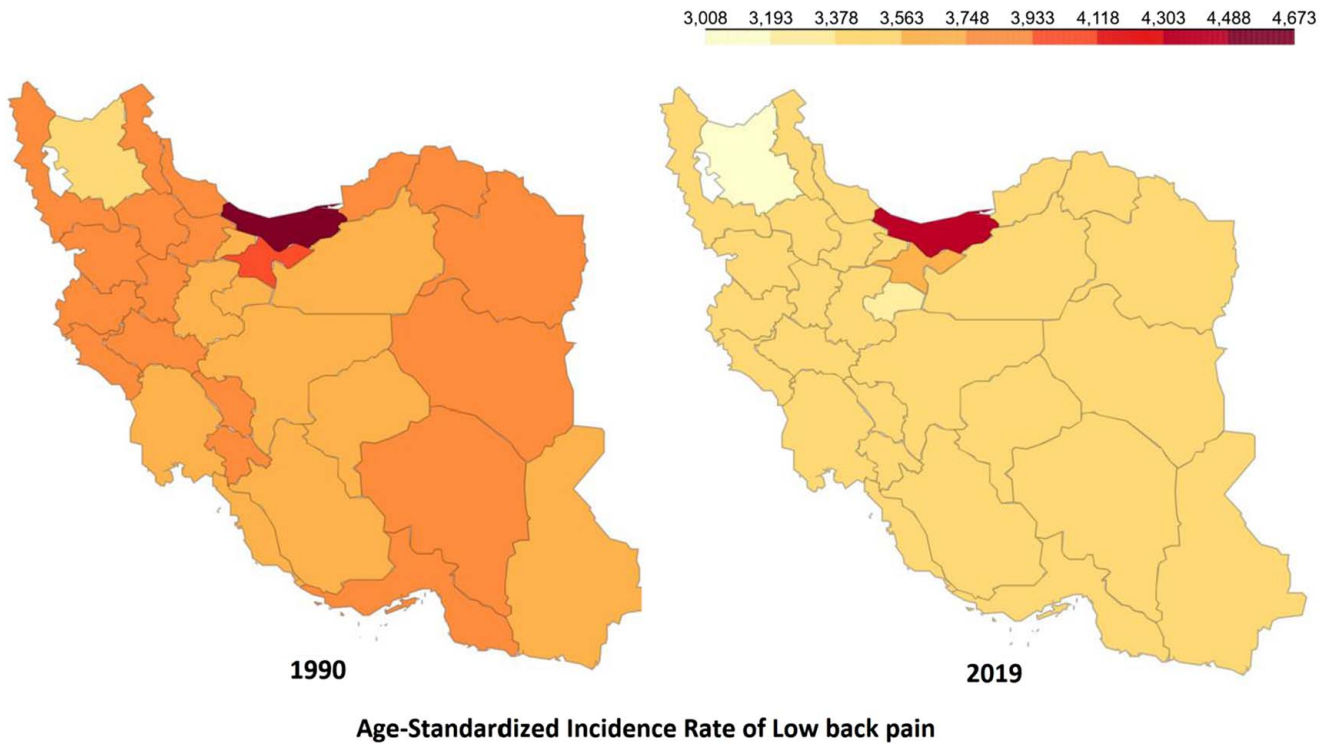 3,008 3,193 3,378 3,563 3,748 3,933 4,118 4,303 4,488 4,673
1990
2019
Age-Standardized Incidence Rate of Low back pain